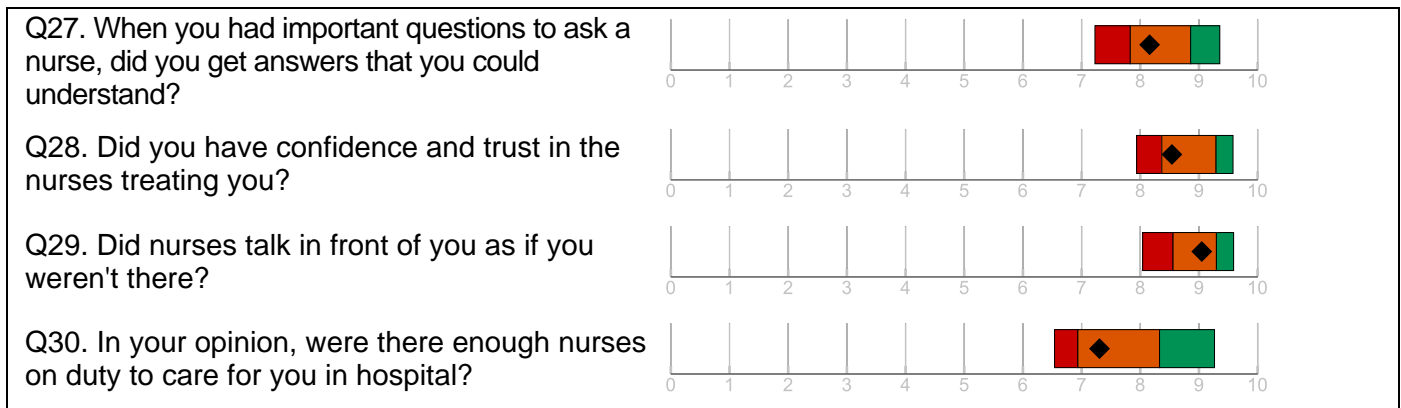 Q27. When you had important questions to ask a
nurse, did you get answers that you could
understand?
0 1 2 3 4 5 6 7 8 9 10
Q28. Did you have confidence and trust in the
nurses treating you?
0 1 2 3 4 5 6 7 8 9 10
Q29. Did nurses talk in front of you as if you
weren't there?
0 1 2 3 4 5 6 7 8 9 10
Q30. In your opinion, were there enough nurses
on duty to care for you in hospital?
0 1 2 3 4 5 6 7 8 9 10